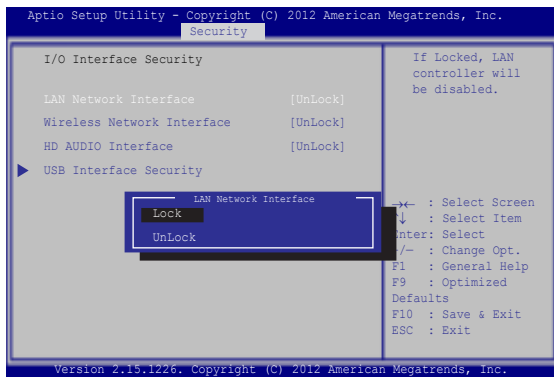 Aptio Setup Utility - Copyright (C) 2012 American Megatrends, Inc.
Security
I/O Interface Security
LAN Network Interface [UnLock]
Wireless Network Interface [UnLock]
HD AUDIO Interface [UnLock]
USB Interface Security
LAN Network Interface
Lock
UnLock
If Locked, LAN
controller will
be disabled.
→← : Select Screen
↑↓ : Select Item
Enter: Select
+/— : Change Opt.
F1 : General Help
F9 : Optimized
Defaults
F10 : Save & Exit
ESC : Exit
Version 2.15.1226. Copyright (C) 2012 American Megatrends, Inc.